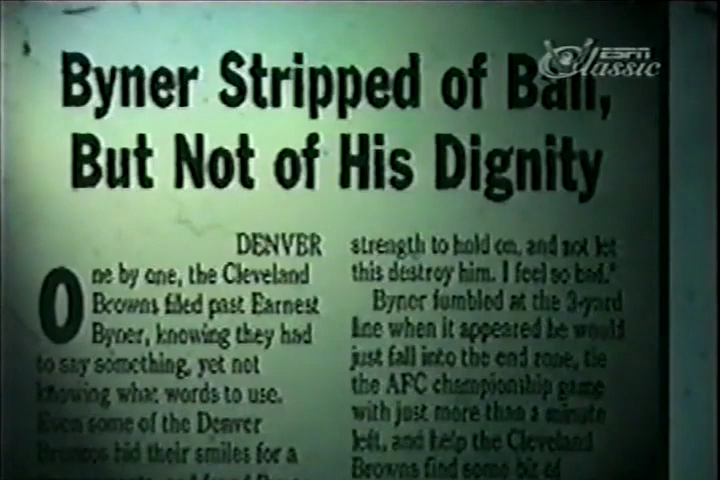 ESPN
Classic
Byner Stripped of Ball,
But Not of His Dignity
DENVER
One by one, the Cleveland
Browns filed past Earnest
Byner, knowing they had
to say something, yet not
knowing what words to use.
Even some of the Denver
Broncos hid their smiles for a
strength to hold on, and not let
this destroy him. I feel so bad."
Byner fumbled at the 3-yard
line when it appeared he would
just fall into the end zone, tie
the AFC championship game
with just more than a minute
left, and help the Cleveland
Browns find some bit of